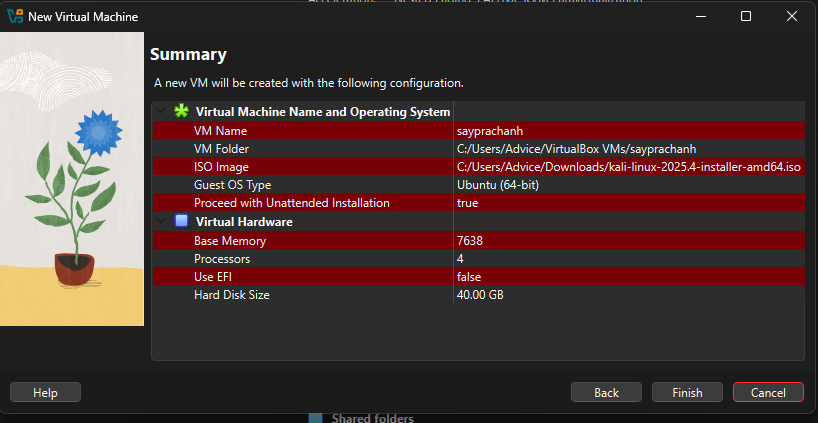 New Virtual Machine
Summary
A new VM will be created with the following configuration.
Virtual Machine Name and Operating System
VM Name sayprachanh
VM Folder C:/Users/Advice/VirtualBox VMs/sayprachanh
ISO Image C:/Users/Advice/Downloads/kali-linux-2025.4-installer-amd64.iso
Guest OS Type Ubuntu (64-bit)
Proceed with Unattended Installation true
Virtual Hardware
Base Memory 7638
Processors 4
Use EFI false
Hard Disk Size 40.00 GB
Help Back Finish Cancel
Shared folders